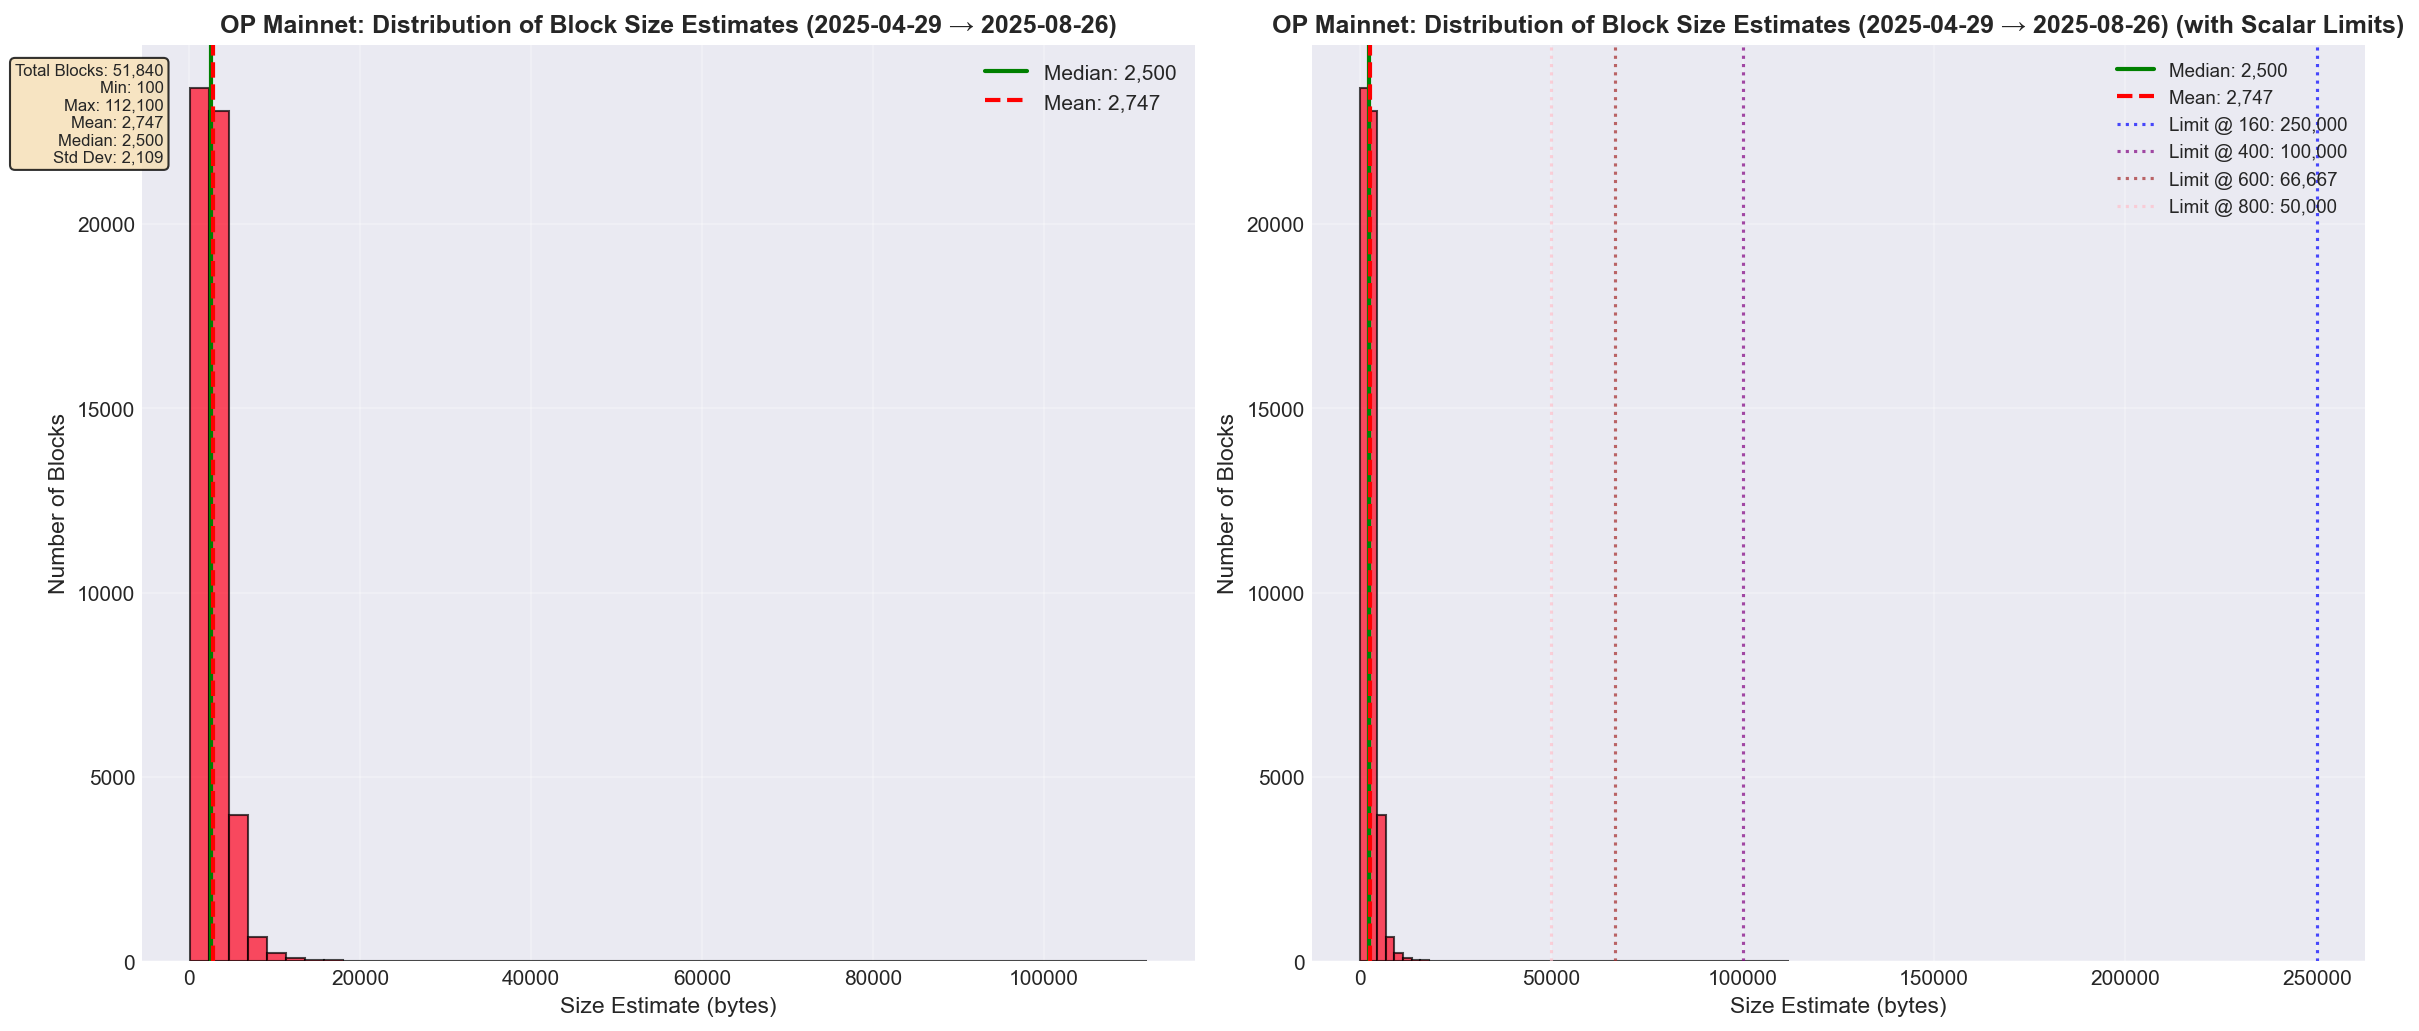 OP Mainnet: Distribution of Block Size Estimates (2025-04-29 → 2025-08-26)
Total Blocks: 51,840
Min: 100
Max: 112,100
Mean: 2,747
Median: 2,500
Std Dev: 2,109
Median: 2,500
Mean: 2,747
Number of Blocks
20000
15000
10000
5000
0
0
20000
40000
60000
80000
100000
Size Estimate (bytes)
OP Mainnet: Distribution of Block Size Estimates (2025-04-29 → 2025-08-26) (with Scalar Limits)
Median: 2,500
Mean: 2,747
Limit @ 160: 250,000
Limit @ 400: 100,000
Limit @ 600: 66,667
Limit @ 800: 50,000
Number of Blocks
20000
15000
10000
5000
0
0
50000
100000
150000
200000
250000
Size Estimate (bytes)